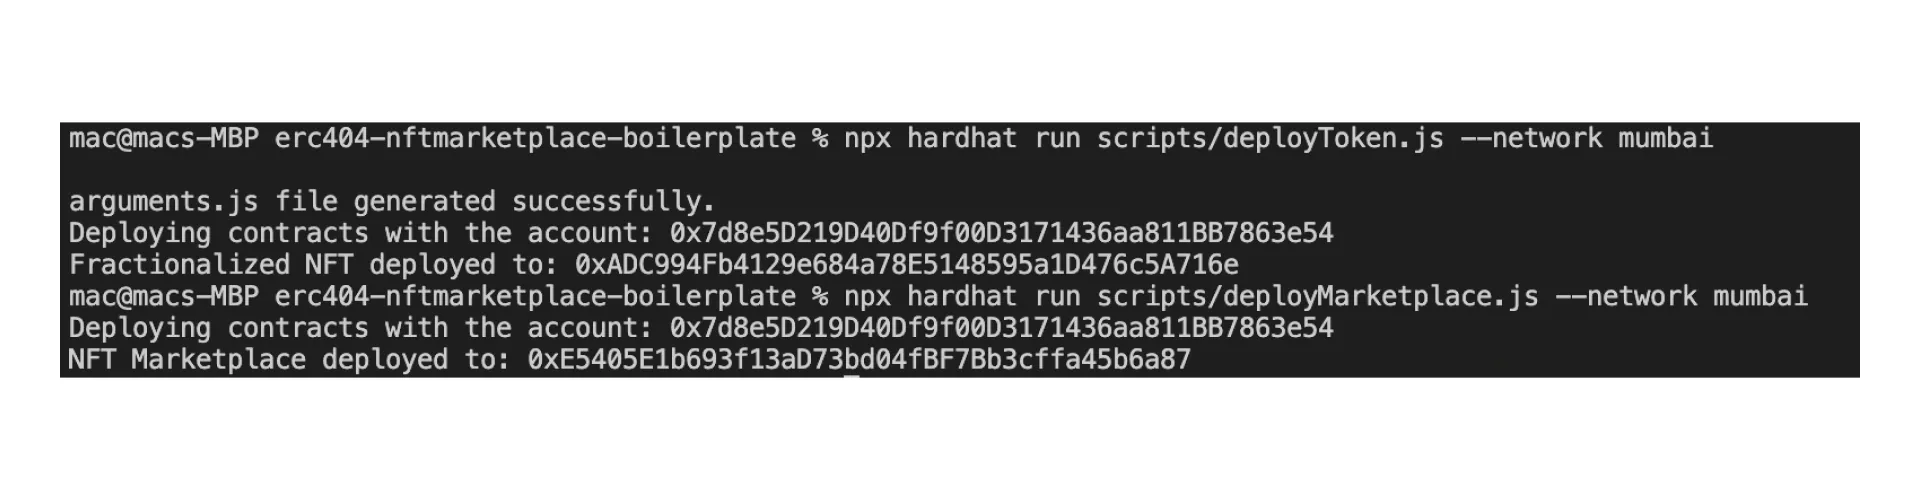 mac@macs-MBP erc404-nftmarketplace-boilerplate % npx hardhat run scripts/deployToken.js --network mumbai
arguments.js file generated successfully.
Deploying contracts with the account: 0x7d8e5D219D40Df9f00D3171436aa811BB7863e54
Fractionalized NFT deployed to: 0xADC994Fb4129e684a78E5148595a1D476c5A716e
mac@macs-MBP erc404-nftmarketplace-boilerplate % npx hardhat run scripts/deployMarketplace.js --network mumbai
Deploying contracts with the account: 0x7d8e5D219D40Df9f00D3171436aa811BB7863e54
NFT Marketplace deployed to: 0xE5405E1b693f13aD73bd04fBF7Bb3cffa45b6a87